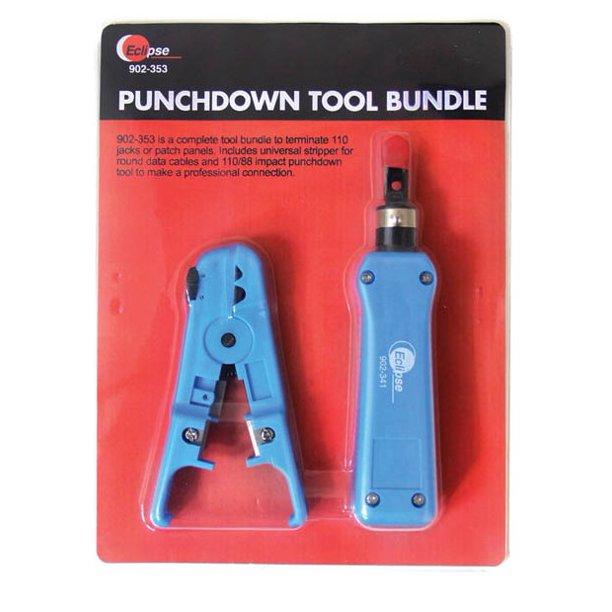 Eclipse
902-353
PUNCHDOWN TOOL BUNDLE
902-353 is a complete tool bundle to terminate 110
jacks or patch panels. Includes universal stripper for
round data cables and 110/88 impact punchdown
tool to make a professional connection.
Eclipse
902-341